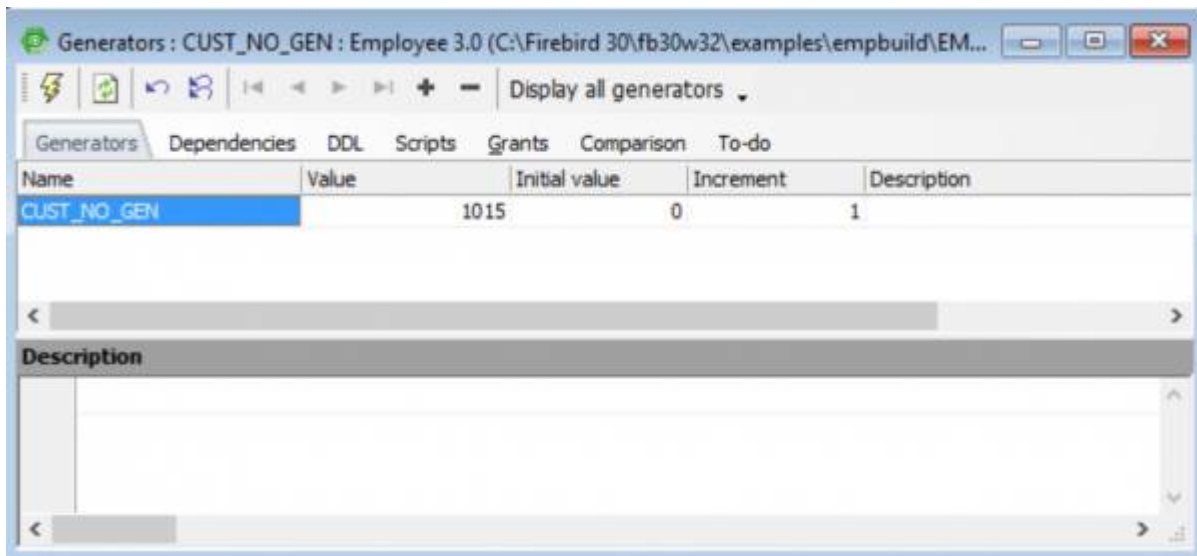 Generators : CUST_NO_GEN : Employee 3.0 (C:\Firebird 30\fb30w32\examples\empbuild\EM...
Display all generators
Generators Dependencies DDL Scripts Grants Comparison To-do
Name Value Initial value Increment Description
CUST_NO_GEN 1015 0 1
Description